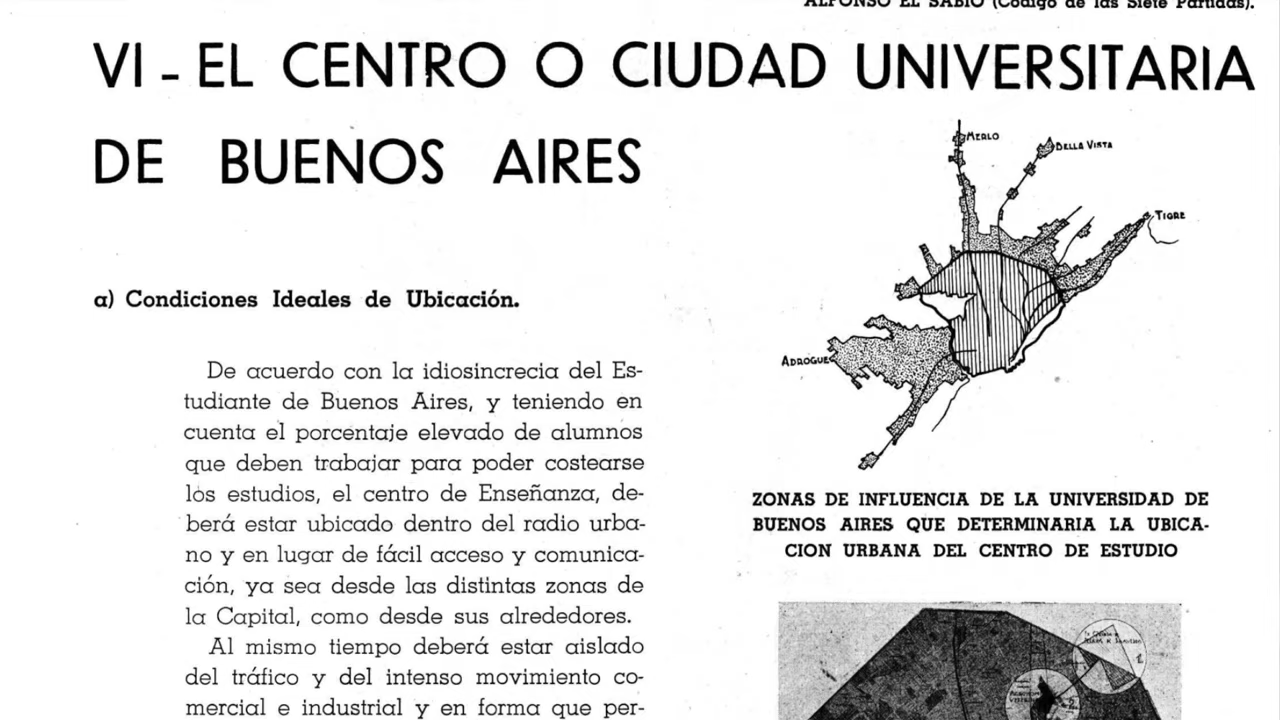 ALFONSO EL SABIO (Código de las Siete Partidas).
VI - EL CENTRO O CIUDAD UNIVERSITARIA
DE BUENOS AIRES
a) Condiciones Ideales de Ubicación.
De acuerdo con la idiosincrecia del Es-
tudiante de Buenos Aires, y teniendo en
cuenta el porcentaje elevado de alumnos
que deben trabajar para poder costearse
los estudios, el centro de Enseñanza, de-
berá estar ubicado dentro del radio urba-
no y en lugar de fácil acceso y comunica-
ción, ya sea desde las distintas zonas de
la Capital, como desde sus alrededores.
Al mismo tiempo deberá estar aislado
del tráfico y del intenso movimiento co-
mercial e industrial y en forma que per-
MERLO
BELLA VISTA
TIGRE
ADROGUE
ZONAS DE INFLUENCIA DE LA UNIVERSIDAD DE
BUENOS AIRES QUE DETERMINARIA LA UBICA-
CION URBANA DEL CENTRO DE ESTUDIO